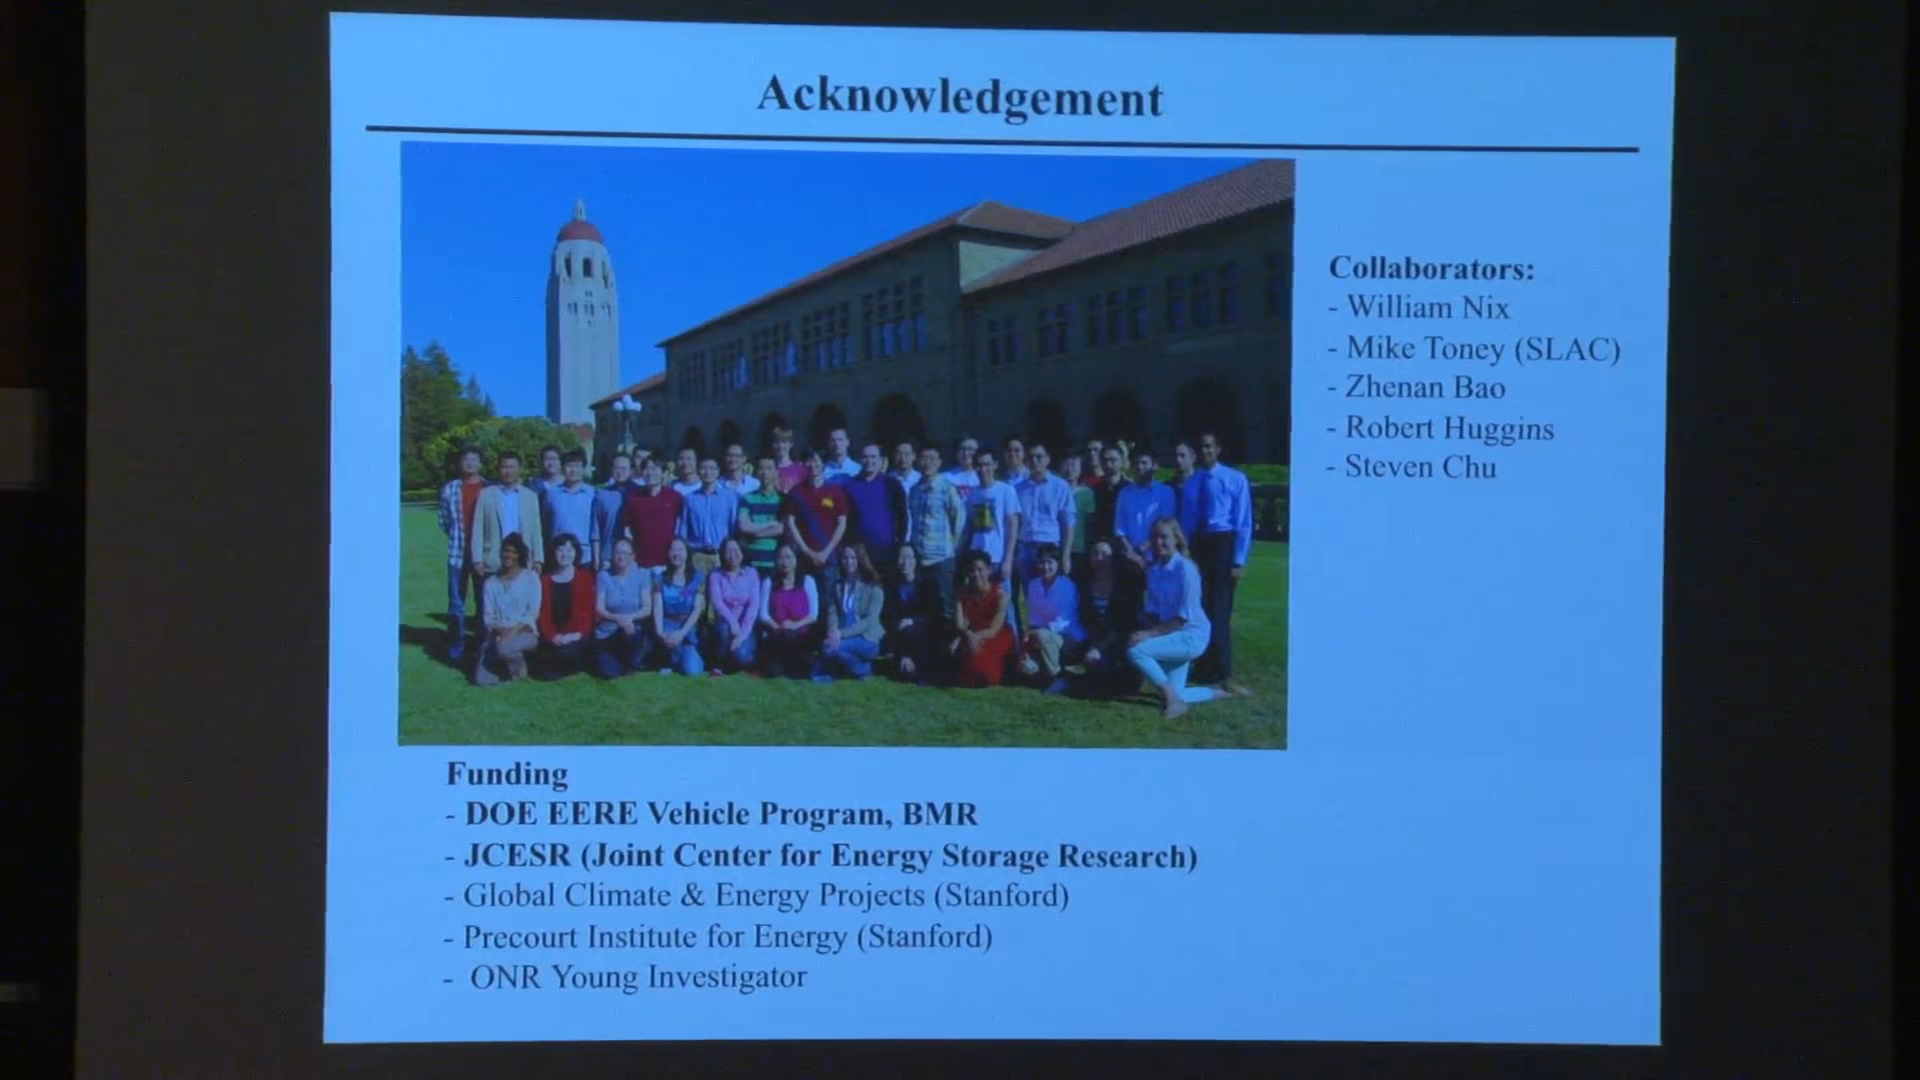 Acknowledgement
Collaborators:
- William Nix
- Mike Toney (SLAC)
- Zhenan Bao
- Robert Huggins
- Steven Chu
Funding
- DOE EERE Vehicle Program, BMR
- JCESR (Joint Center for Energy Storage Research)
- Global Climate & Energy Projects (Stanford)
- Precourt Institute for Energy (Stanford)
- ONR Young Investigator